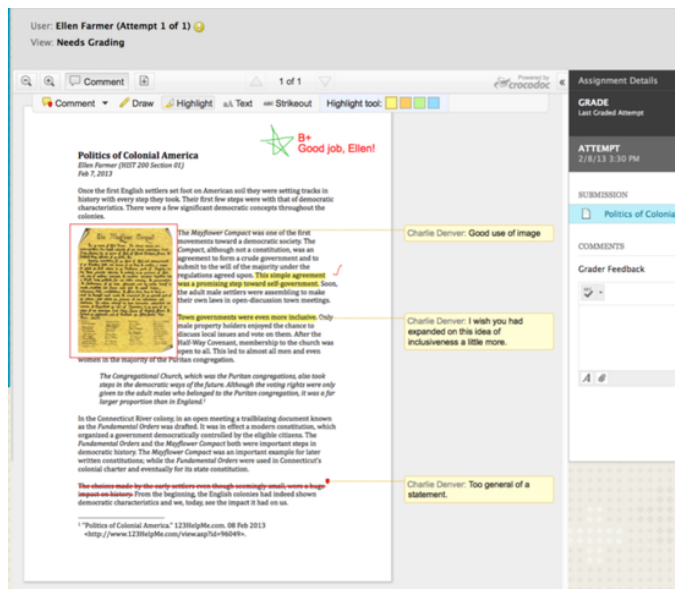 User: Ellen Farmer (Attempt 1 of 1)
View: Needs Grading
Comment
1 of 1
Powered by
crocodoc
Comment
Draw
Highlight
Text
Strikeout
Highlight tool:
B+
Good job, Ellen!
Politics of Colonial America
Ellen Farmer (HIST 200 Section 01)
Feb 7, 2013
Once the first English settlers set foot on American soil they were setting tracks in
history with every step they took. Their first few steps were with that of democratic
characteristics. There were a few significant democratic concepts throughout the
colonies.
The Mayflower Compact
The Mayflower Compact was one of the first
movements toward a democratic society. The
Compact, although not a constitution, was an
agreement to form a crude government and to
submit to the will of the majority under the
regulations agreed upon. This simple agreement
was a promising step toward self-government. Soon,
the adult male settlers were assembling to make
their own laws in open-discussion town meetings.
Town governments were even more inclusive. Only
male property holders enjoyed the chance to
discuss local issues and vote on them. After the
Half-Way Covenant, membership to the church was
open to all. This led to almost all men and even
women in the majority of the Puritan congregation.
The Congregational Church, which was the Puritan congregations, also took
steps in the democratic ways of the future. Although the voting rights were only
given to the adult males who belonged to the Puritan congregation, it was a far
larger proportion than in England.¹
In the Connecticut River colony, in an open meeting a trailblazing document known
as the Fundamental Orders was drafted. It was in effect a modern constitution, which
organized a government democratically controlled by the eligible citizens. The
Fundamental Orders and the Mayflower Compact both were important steps in
democratic history. The Mayflower Compact was an important example for later
written constitutions; while the Fundamental Orders were used in Connecticut's
colonial charter and eventually for its state constitution.
The choices made by the early settlers even though seemingly small, were a huge
impact on history. From the beginning, the English colonies had indeed shown
democratic characteristics and we, today, see the impact it had on us.
¹ "Politics of Colonial America." 123HelpMe.com. 08 Feb 2013
<http://www.123HelpMe.com/view.asp?id=96049>.
Charlie Denver: Good use of image
Charlie Denver: I wish you had
expanded on this idea of
inclusiveness a little more.
Charlie Denver: Too general of a
statement.
Assignment Details
GRADE
Last Graded Attempt
ATTEMPT
2/8/13 3:30 PM
SUBMISSION
Politics of Colonia
COMMENTS
Grader Feedback